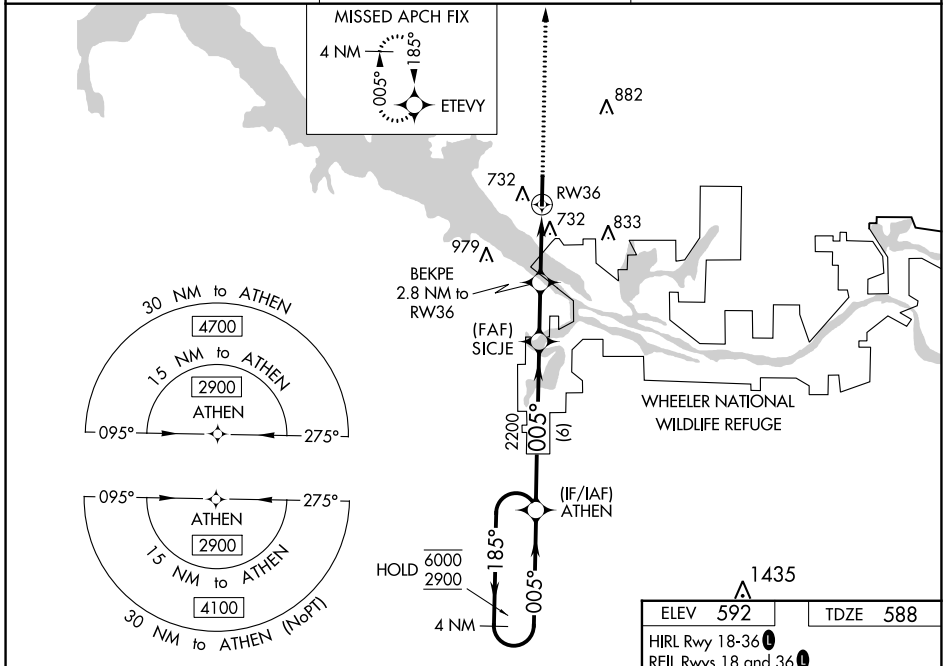 MISSED APCH FIX
4 NM
005°
185°
ETEVY
882
732
RW36
732
833
979
BEKPE
2.8 NM to
RW36
(FAF)
SICJE
WHEELER NATIONAL
WILDLIFE REFUGE
2200
005°
(6)
(IF/IAF)
ATHEN
30 NM to ATHEN
4700
15 NM to ATHEN
2900
ATHEN
095°
275°
095°
275°
ATHEN
2900
15 NM to ATHEN
4100
30 NM to ATHEN (NoPT)
185°
005°
HOLD
6000
2900
4 NM
1435
ELEV 592
TDZE 588
HIRL Rwy 18-36 L
REIL Rwys 18 and 36 L